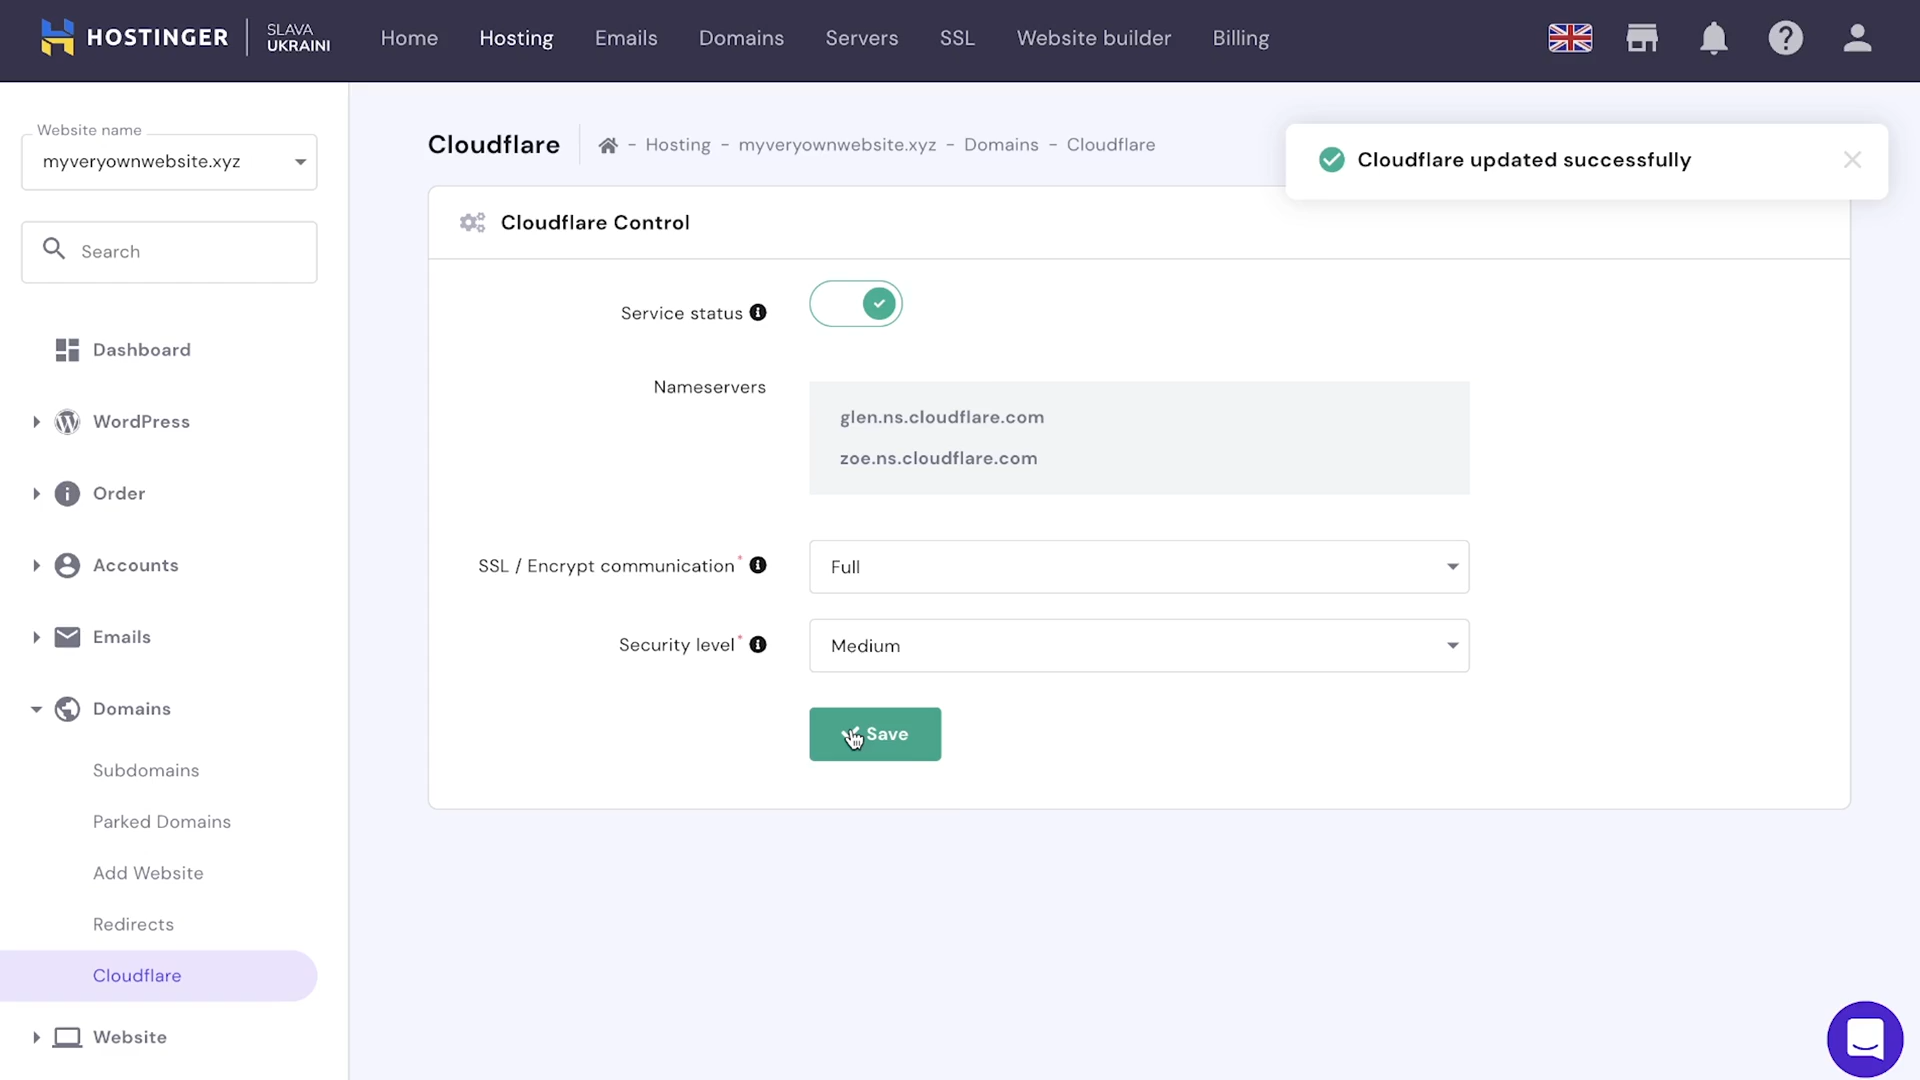 HOSTINGER
SLAVA
UKRAINI
Home
Hosting
Emails
Domains
Servers
SSL
Website builder
Billing
Website name
myveryownwebsite.xyz
Search
Dashboard
WordPress
Order
Accounts
Emails
Domains
Subdomains
Parked Domains
Add Website
Redirects
Cloudflare
Website
Cloudflare
- Hosting - myveryownwebsite.xyz - Domains - Cloudflare
Cloudflare updated successfully
Cloudflare Control
Service status
Nameservers
glen.ns.cloudflare.com
zoe.ns.cloudflare.com
SSL / Encrypt communication*
Full
Security level*
Medium
Save